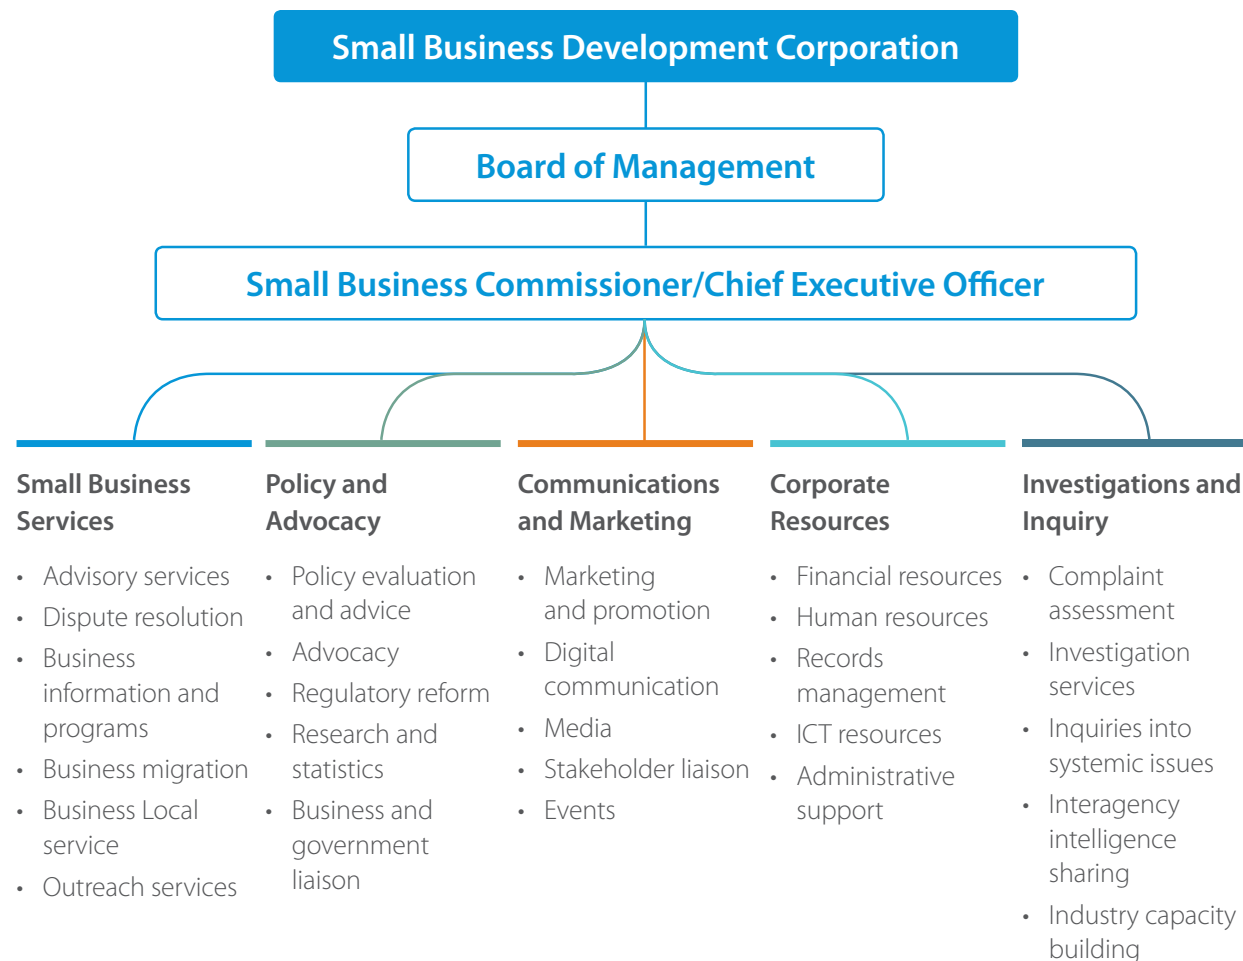 Small Business Development Corporation
Board of Management
Small Business Commissioner/Chief Executive Officer
Small Business
Services
• Advisory services
• Dispute resolution
• Business
information and
programs
• Business migration
• Business Local
service
• Outreach services
Policy and
Advocacy
• Policy evaluation
and advice
• Advocacy
• Regulatory reform
• Research and
statistics
• Business and
government
liaison
Communications
and Marketing
• Marketing
and promotion
• Digital
communication
• Media
• Stakeholder liaison
• Events
Corporate
Resources
• Financial resources
• Human resources
• Records
management
• ICT resources
• Administrative
support
Investigations and
Inquiry
• Complaint
assessment
• Investigation
services
• Inquiries into
systemic issues
• Interagency
intelligence
sharing
• Industry capacity
building